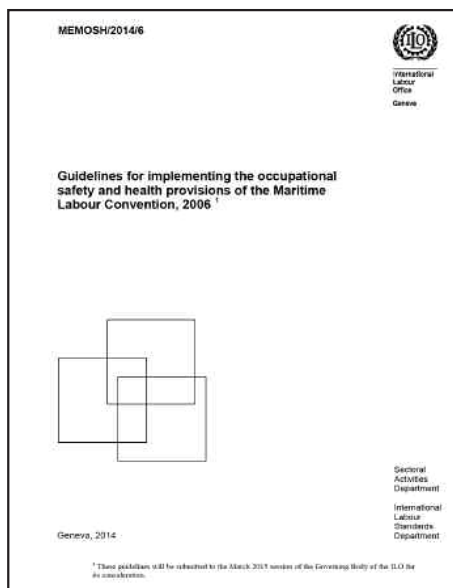 MEMOSH/2014/6
ILO
International
Labour
Office
Geneva
Guidelines for implementing the occupational
safety and health provisions of the Maritime
Labour Convention, 2006 ¹
Sectoral
Activities
Department
International
Labour
Standards
Department
Geneva, 2014
¹ These guidelines will be submitted to the March 2015 session of the Governing Body of the ILO for
its consideration.